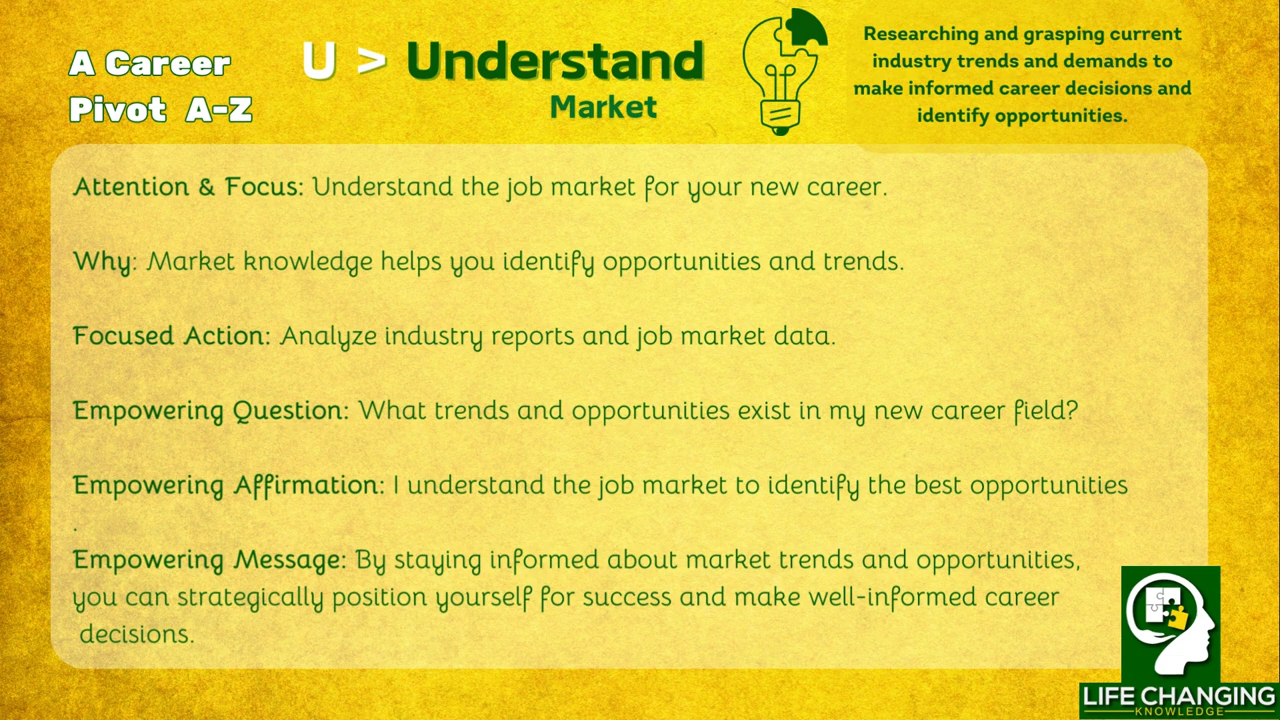 A Career
Pivot A-Z
U > Understand
Market
Researching and grasping current
industry trends and demands to
make informed career decisions and
identify opportunities.
Attention & Focus: Understand the job market for your new career.
Why: Market knowledge helps you identify opportunities and trends.
Focused Action: Analyze industry reports and job market data.
Empowering Question: What trends and opportunities exist in my new career field?
Empowering Affirmation: I understand the job market to identify the best opportunities
.
Empowering Message: By staying informed about market trends and opportunities,
you can strategically position yourself for success and make well-informed career
decisions.
LIFE CHANGING
KNOWLEDGE